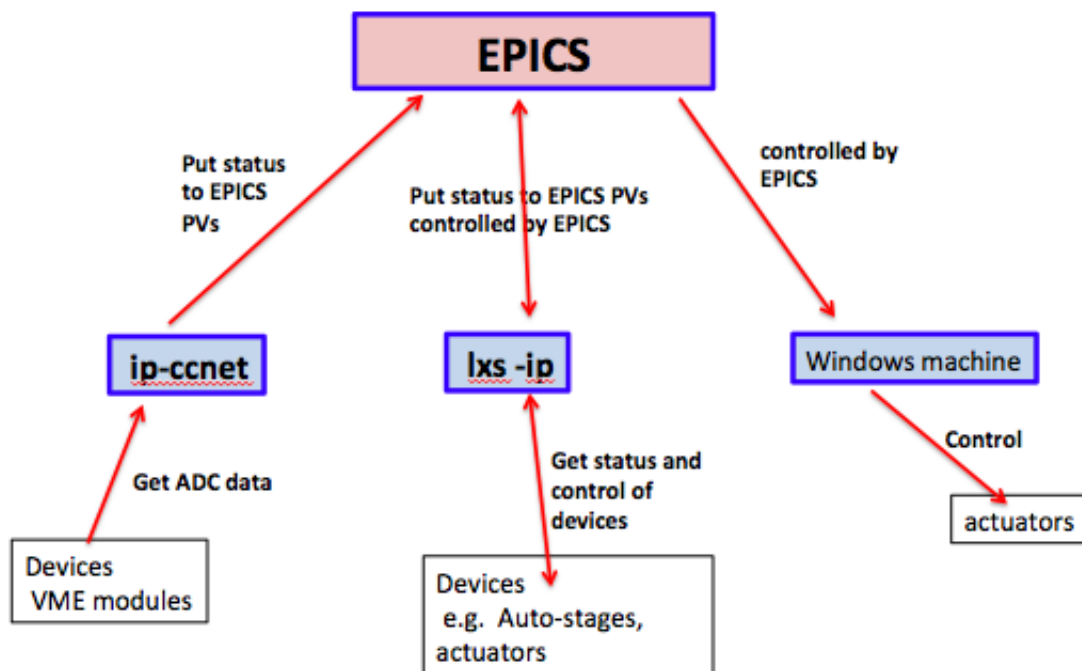 EPICS
Put status
to EPICS
PVs
Put status to EPICS PVs
controlled by EPICS
controlled by
EPICS
ip-ccnet
lxs -ip
Windows machine
Get ADC data
Get status and
control of
devices
Control
Devices
VME modules
Devices
e.g. Auto-stages,
actuators
actuators